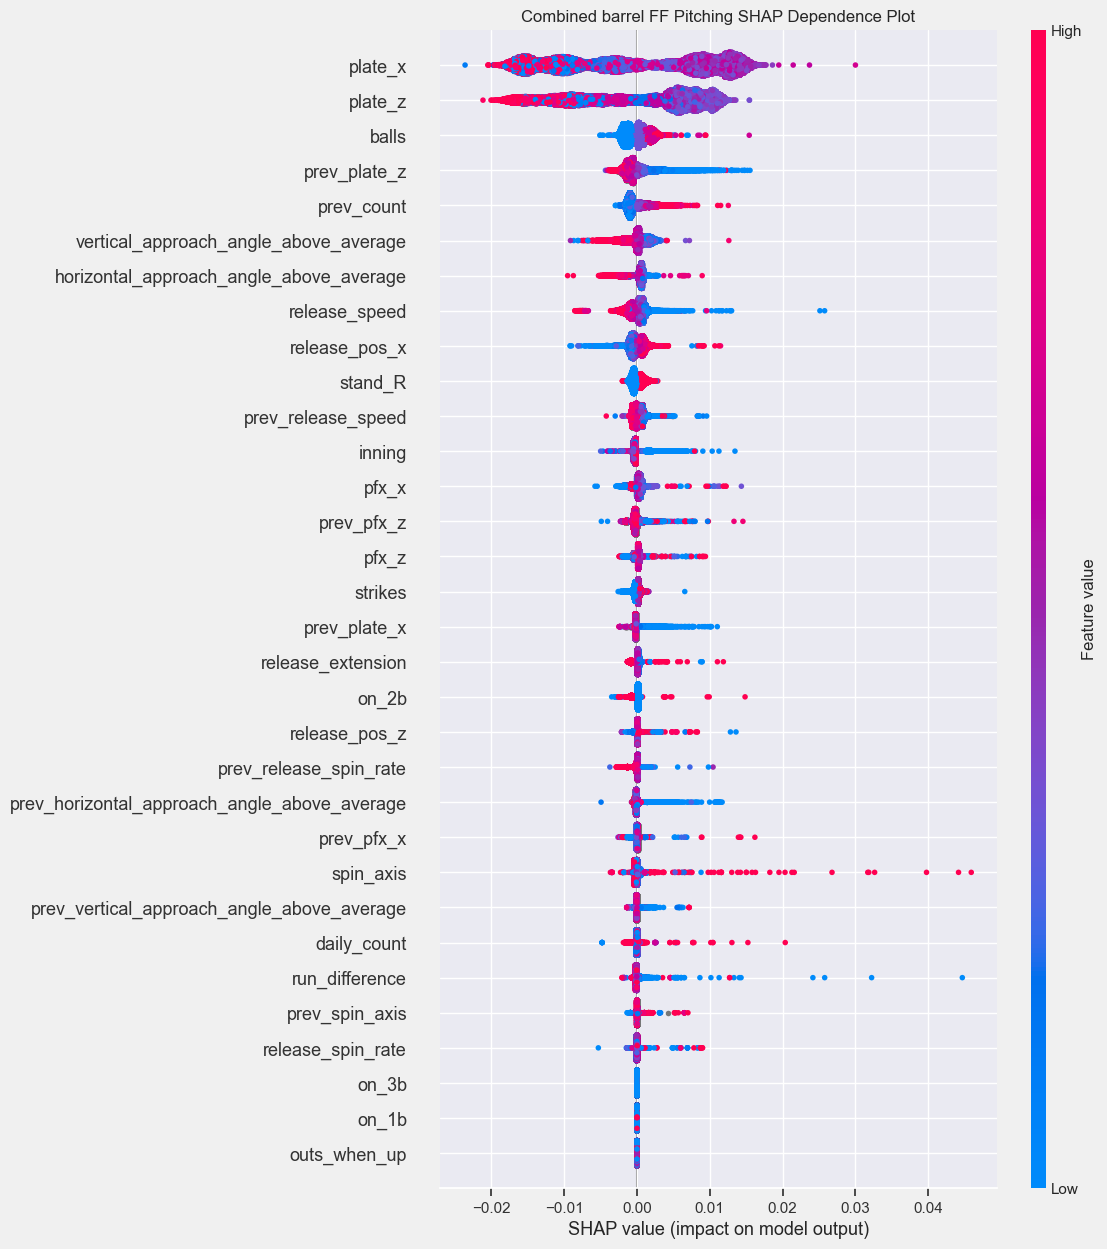 Combined barrel FF Pitching SHAP Dependence Plot
High
plate_x
plate_z
balls
prev_plate_z
prev_count
vertical_approach_angle_above_average
horizontal_approach_angle_above_average
release_speed
release_pos_x
stand_R
prev_release_speed
inning
pfx_x
prev_pfx_z
pfx_z
strikes
prev_plate_x
release_extension
on_2b
release_pos_z
prev_release_spin_rate
prev_horizontal_approach_angle_above_average
prev_pfx_x
spin_axis
prev_vertical_approach_angle_above_average
daily_count
run_difference
prev_spin_axis
release_spin_rate
on_3b
on_1b
outs_when_up
Feature value
Low
−0.02 −0.01 0.00 0.01 0.02 0.03 0.04
SHAP value (impact on model output)